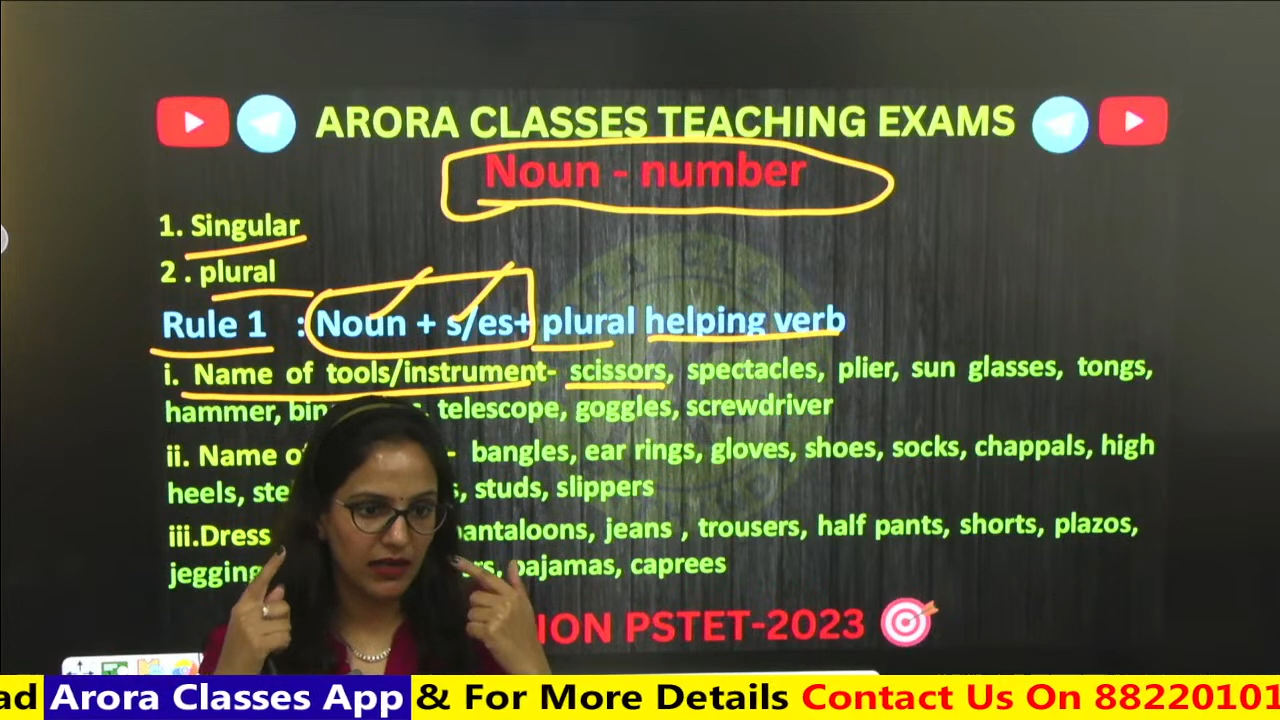 ARORA CLASSES TEACHING EXAMS
Noun - number
1. Singular
2 . plural
Rule 1 : Noun + s/es+ plural helping verb
i. Name of tools/instrument- scissors, spectacles, plier, sun glasses, tongs,
hammer, telescope, goggles, screwdriver
ii. Name - bangles, ear rings, gloves, shoes, socks, chappals, high
heels, studs, slippers
iii.Dress pantaloons, jeans , trousers, half pants, shorts, plazos,
pajamas, caprees
PSTET-2023
Arora Classes App & For More Details Contact Us On